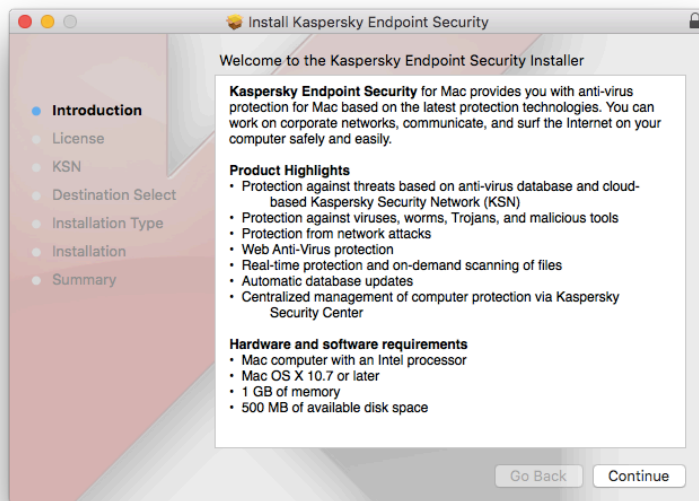 Install Kaspersky Endpoint Security
Welcome to the Kaspersky Endpoint Security Installer
Introduction
License
KSN
Destination Select
Installation Type
Installation
Summary
Kaspersky Endpoint Security for Mac provides you with anti-virus
protection for Mac based on the latest protection technologies. You can
work on corporate networks, communicate, and surf the Internet on your
computer safely and easily.
Product Highlights
• Protection against threats based on anti-virus database and cloud-
based Kaspersky Security Network (KSN)
• Protection against viruses, worms, Trojans, and malicious tools
• Protection from network attacks
• Web Anti-Virus protection
• Real-time protection and on-demand scanning of files
• Automatic database updates
• Centralized management of computer protection via Kaspersky
Security Center
Hardware and software requirements
• Mac computer with an Intel processor
• Mac OS X 10.7 or later
• 1 GB of memory
• 500 MB of available disk space
Go Back
Continue